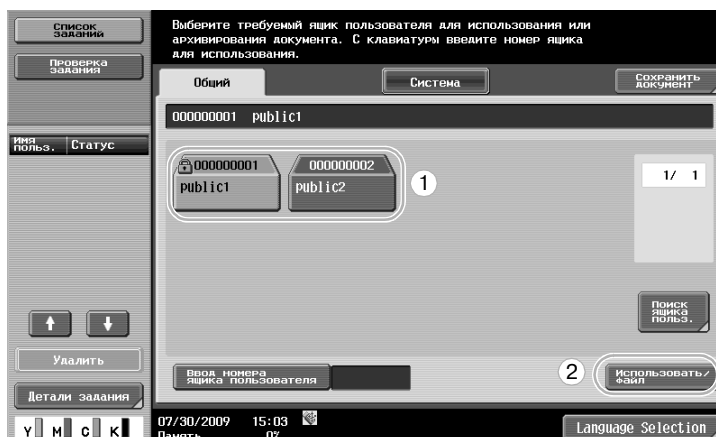 Список
заданий
Проверка
задания
Имя
польз.
Статус
Удалить
Детали задания
Y M C K
Выберите требуемый ящик пользователя для использования или
архивирования документа. С клавиатуры введите номер ящика
для использования.
Общий
Система
Сохранить
документ
000000001 public1
000000001
public1
000000002
public2
1
1/ 1
Поиск
ящика
польз.
Ввод номера
ящика пользователя
2
Использовать/
файл
07/30/2009 15:03
Память 0%
Language Selection